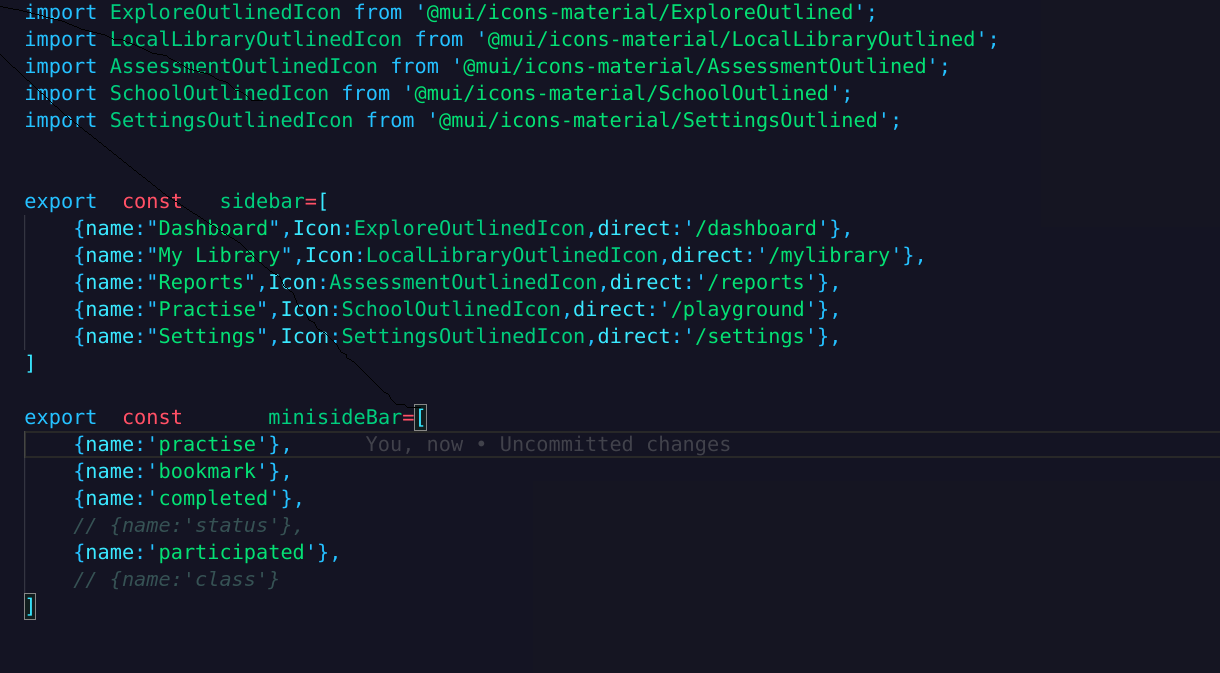 import ExploreOutlinedIcon from '@mui/icons-material/ExploreOutlined';
import LocalLibraryOutlinedIcon from '@mui/icons-material/LocalLibraryOutlined';
import AssessmentOutlinedIcon from '@mui/icons-material/AssessmentOutlined';
import SchoolOutlinedIcon from '@mui/icons-material/SchoolOutlined';
import SettingsOutlinedIcon from '@mui/icons-material/SettingsOutlined';
export  const   sidebar=[
    {name:"Dashboard",Icon:ExploreOutlinedIcon,direct:'/dashboard'},
    {name:"My Library",Icon:LocalLibraryOutlinedIcon,direct:'/mylibrary'},
    {name:"Reports",Icon:AssessmentOutlinedIcon,direct:'/reports'},
    {name:"Practise",Icon:SchoolOutlinedIcon,direct:'/playground'},
    {name:"Settings",Icon:SettingsOutlinedIcon,direct:'/settings'},
]
export  const       minisideBar=[
    {name:'practise'},      You, now • Uncommitted changes
    {name:'bookmark'},
    {name:'completed'},
    // {name:'status'},
    {name:'participated'},
    // {name:'class'}
]